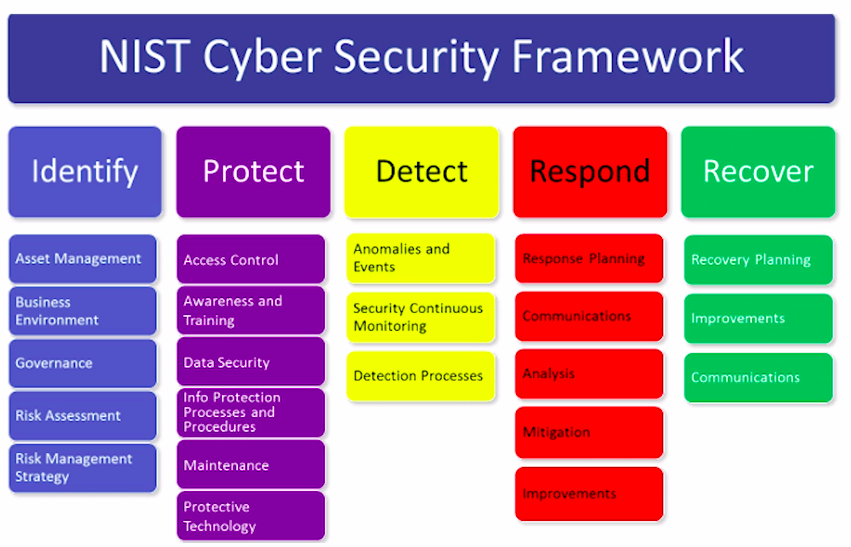 NIST Cyber Security Framework
Identify
Asset Management
Business
Environment
Governance
Risk Assessment
Risk Management
Strategy
Protect
Access Control
Awareness and
Training
Data Security
Info Protection
Processes and
Procedures
Maintenance
Protective
Technology
Detect
Anomalies and
Events
Security Continuous
Monitoring
Detection Processes
Respond
Response Planning
Communications
Analysis
Mitigation
Improvements
Recover
Recovery Planning
Improvements
Communications